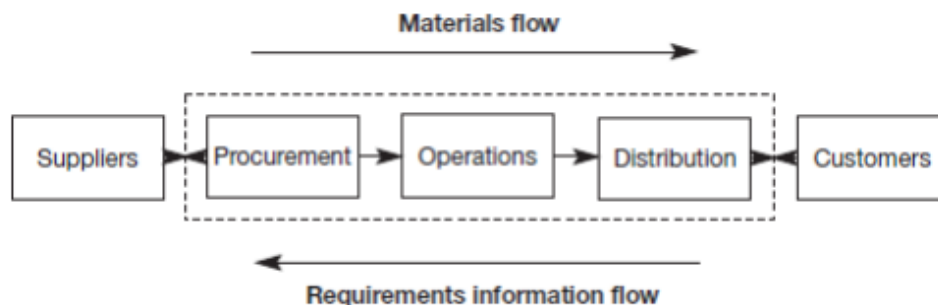 Materials flow
Suppliers Procurement Operations Distribution Customers
Requirements information flow